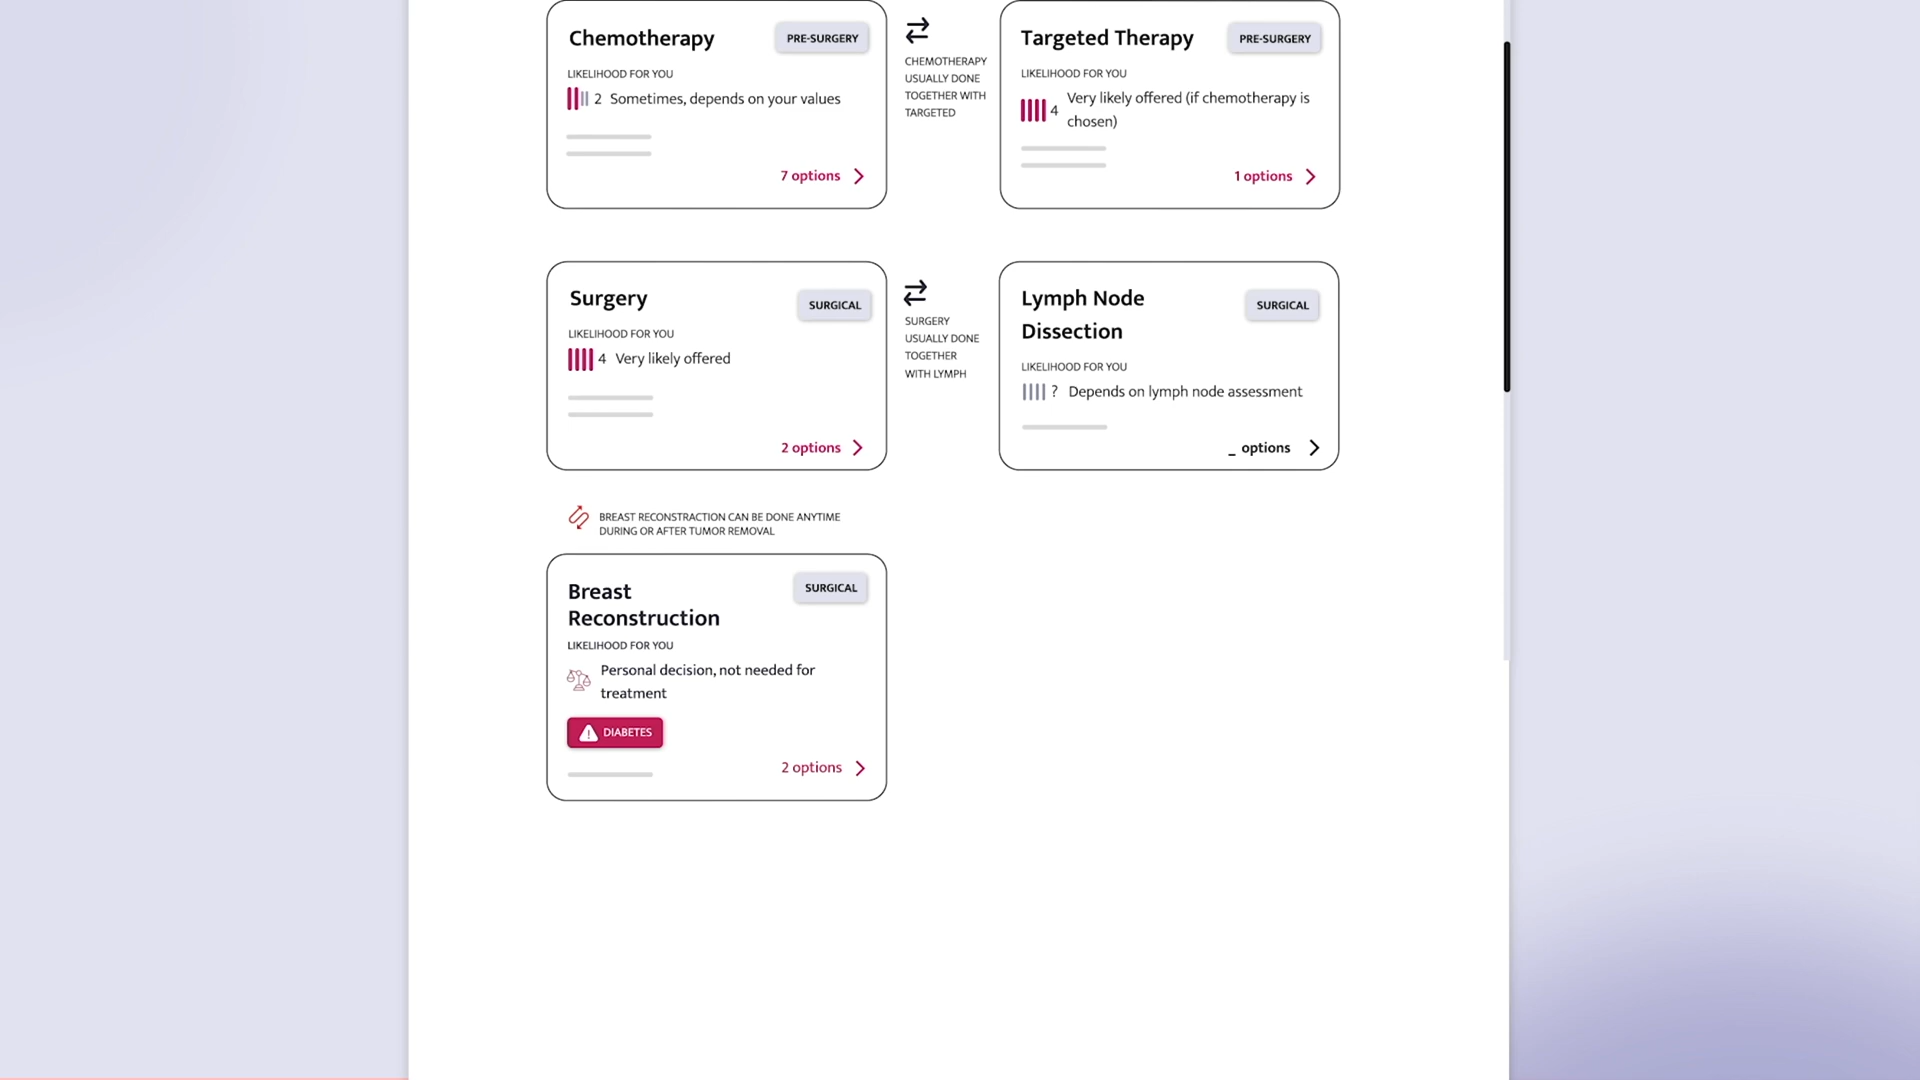 Chemotherapy
PRE-SURGERY
LIKELIHOOD FOR YOU
2 Sometimes, depends on your values
7 options
CHEMOTHERAPY
USUALLY DONE
TOGETHER WITH
TARGETED
Targeted Therapy
PRE-SURGERY
LIKELIHOOD FOR YOU
4 Very likely offered (if chemotherapy is
chosen)
1 options
Surgery
SURGICAL
LIKELIHOOD FOR YOU
4 Very likely offered
2 options
SURGERY
USUALLY DONE
TOGETHER
WITH LYMPH
Lymph Node
Dissection
SURGICAL
LIKELIHOOD FOR YOU
? Depends on lymph node assessment
_ options
BREAST RECONSTRACTION CAN BE DONE ANYTIME
DURING OR AFTER TUMOR REMOVAL
Breast
Reconstruction
SURGICAL
LIKELIHOOD FOR YOU
Personal decision, not needed for
treatment
DIABETES
2 options